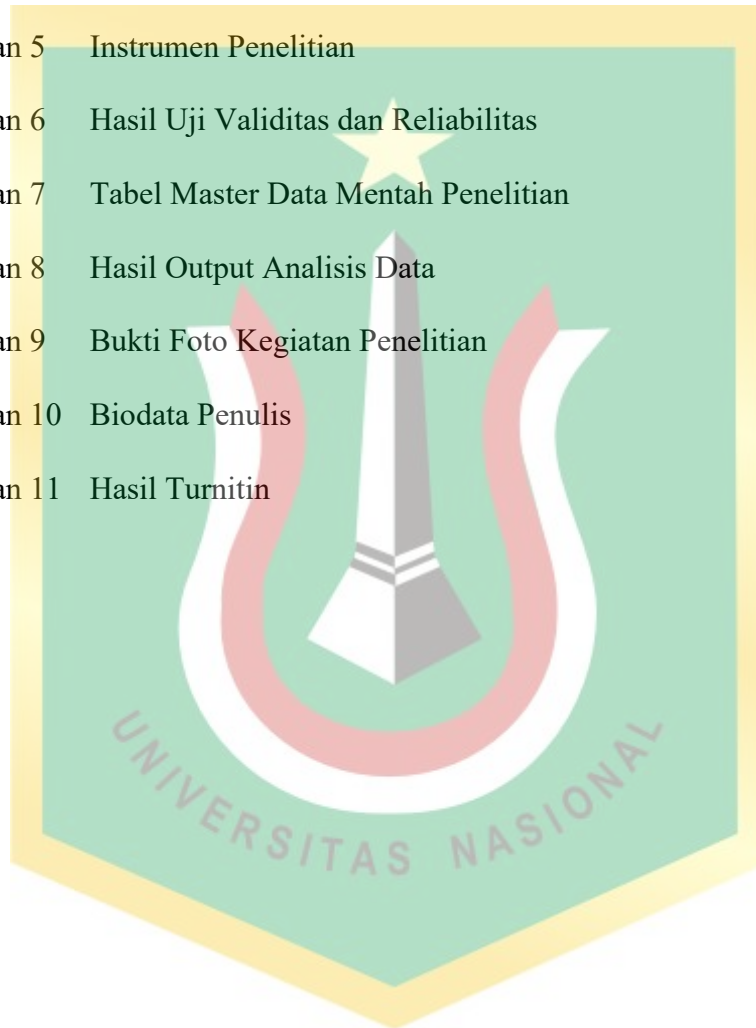 an 5 Instrumen Penelitian
an 6 Hasil Uji Validitas dan Reliabilitas
an 7 Tabel Master Data Mentah Penelitian
an 8 Hasil Output Analisis Data
an 9 Bukti Foto Kegiatan Penelitian
an 10 Biodata Penulis
an 11 Hasil Turnitin
UNIVERSITAS NASIONAL